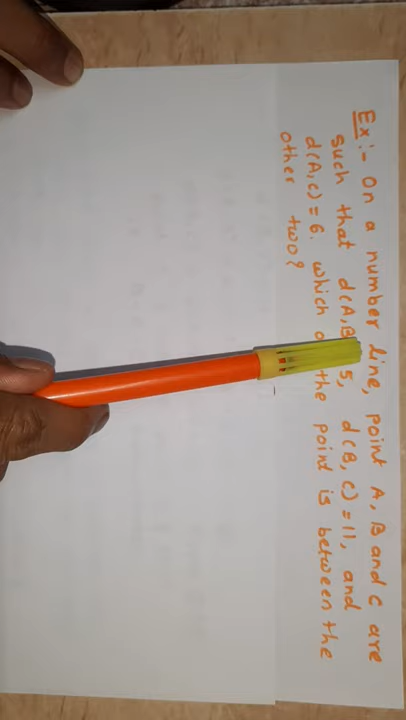 Ex:- On a number line, point A, B and C are
such that d(A,B 5, d(B, C) = 11, and
d(A,C) = 6. which the point is between the
other two?